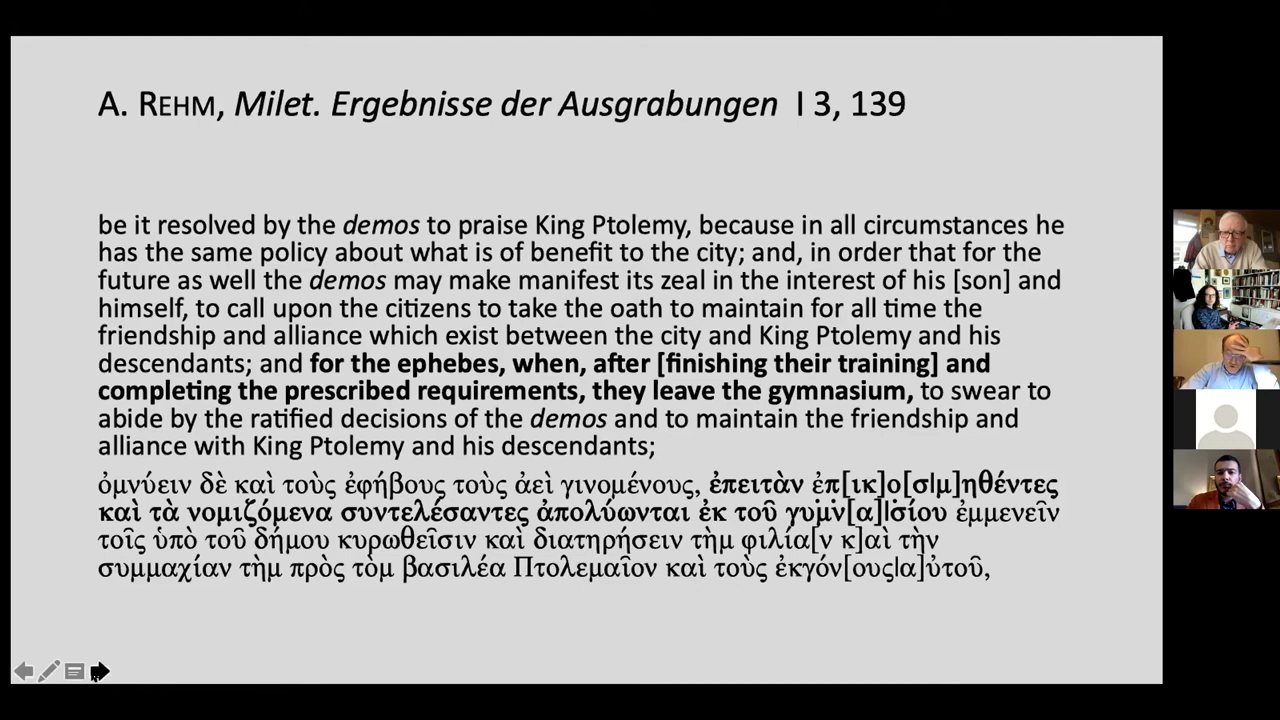 A. REHM, Milet. Ergebnisse der Ausgrabungen I 3, 139
be it resolved by the demos to praise King Ptolemy, because in all circumstances he
has the same policy about what is of benefit to the city; and, in order that for the
future as well the demos may make manifest its zeal in the interest of his [son] and
himself, to call upon the citizens to take the oath to maintain for all time the
friendship and alliance which exist between the city and King Ptolemy and his
descendants; and for the ephebes, when, after [finishing their training] and
completing the prescribed requirements, they leave the gymnasium, to swear to
abide by the ratified decisions of the demos and to maintain the friendship and
alliance with King Ptolemy and his descendants;
ὀμνύειν δὲ καὶ τοὺς ἐφήβους τοὺς ἀεὶ γινομένους, ἐπειτὰν ἐπ[ικ]ο[σ|μ]ηθέντες
καὶ τὰ νομιζόμενα συντελέσαντες ἀπολύωνται ἐκ τοῦ γυμ̇ν̇[α]|σ̇ίου ἐμμενεῖν
τοῖς ὑπὸ τοῦ δήμου κυρωθεῖσιν καὶ διατηρήσειν τὴμ φιλία[ν κ]αὶ τὴν
συμμαχίαν τὴμ πρὸς τὸμ βασιλέα Πτολεμαῖον καὶ τοὺς ἐκγόν[ους|α]ὐτοῦ,